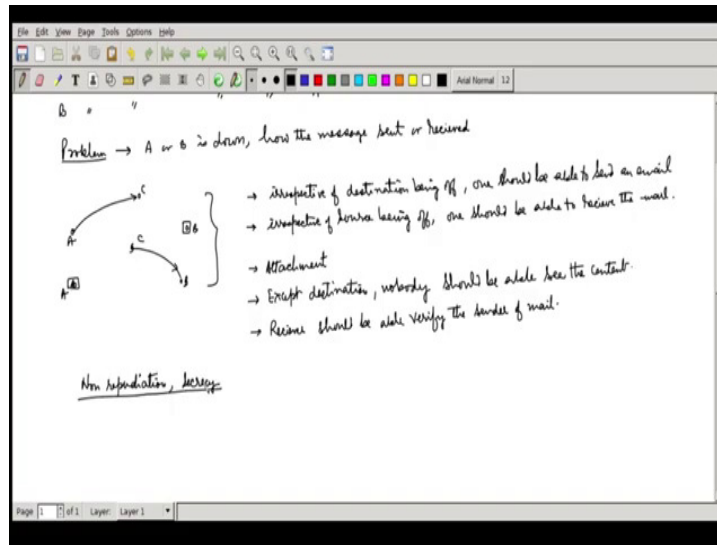 File Edit View Page Tools Options Help
Arial Normal 12
B " "
Problem → A or B is down, how the message sent or recieved
→ irrespective of destination being off, one should be able to send an email
→ irrespective of source being off, one should be able to recieve the mail.
→ Attachment
→ Except destination, nobody should be able see the content.
→ Reciever should be able verify the sender of mail.
A C
C B
B B
A A
Non repudiation, secrecy
Page 1 of 1 Layer: Layer 1